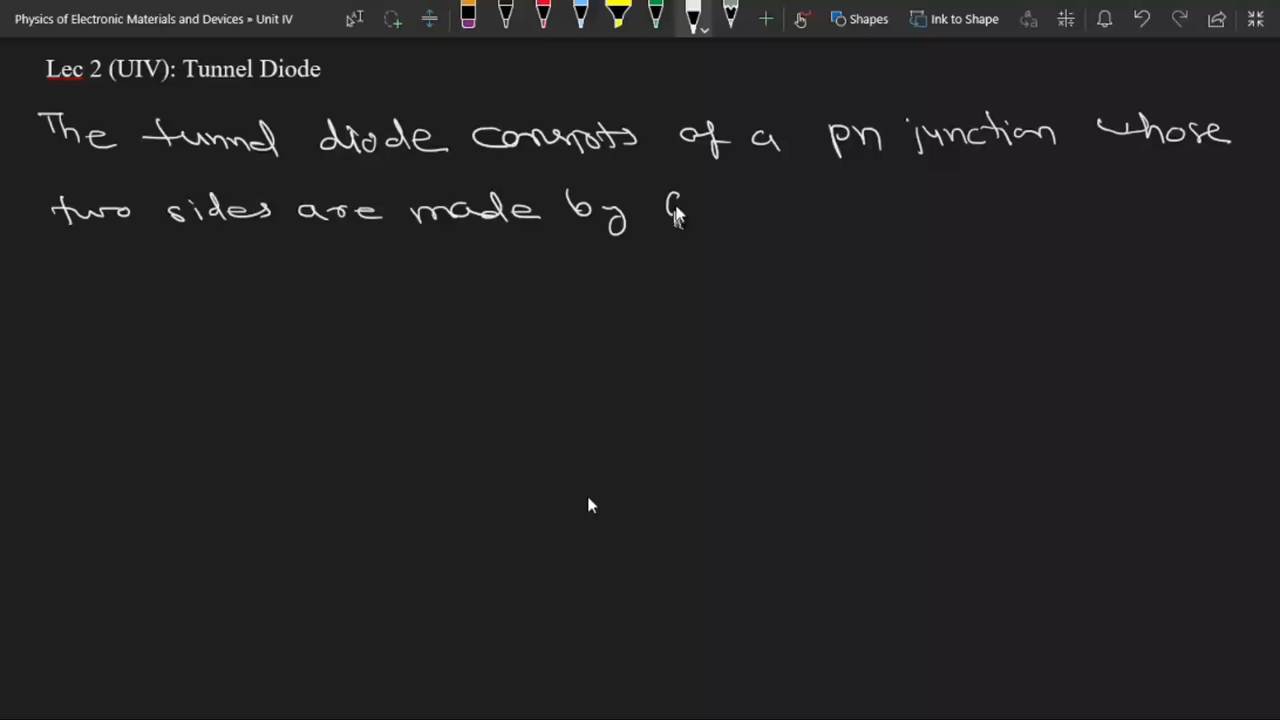 Physics of Electronic Materials and Devices » Unit IV
Shapes
Ink to Shape
Lec 2 (UIV): Tunnel Diode
The tunnel diode consists of a pn junction whose
two sides are made by